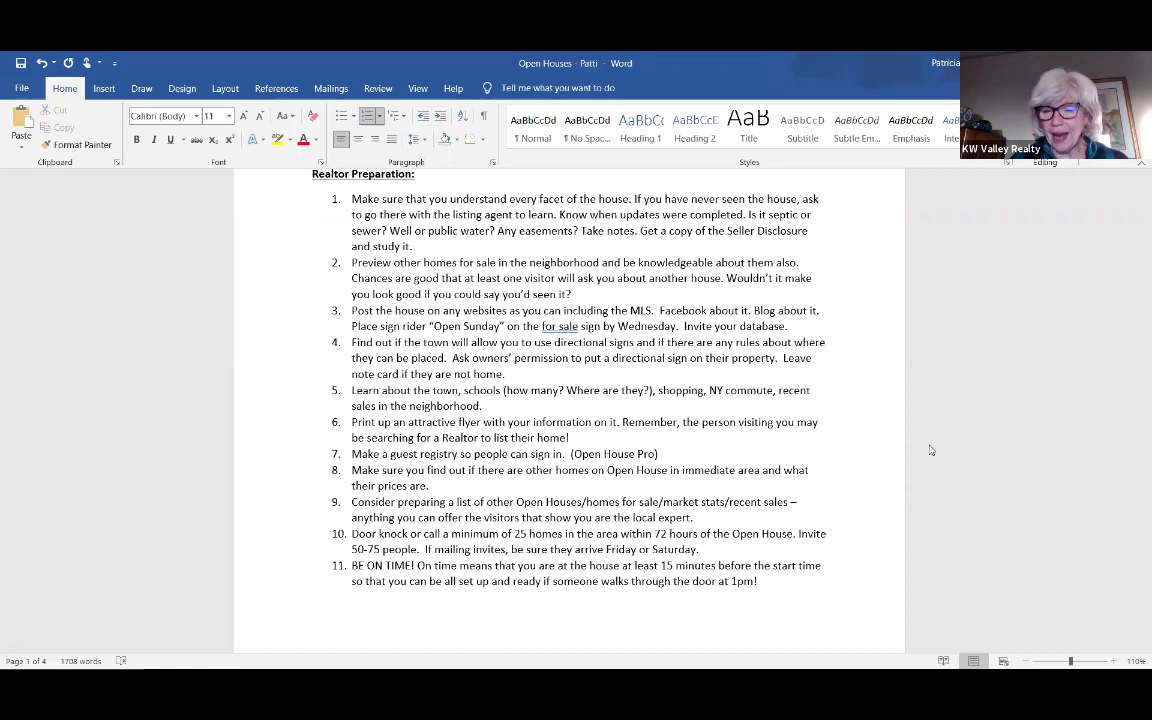 Open Houses - Patti - Word
Patricia
File Home Insert Draw Design Layout References Mailings Review View Help Tell me what you want to do
Paste
Cut
Copy
Format Painter
Calibri (Body) 11
AaBbCcDd AaBbCcDd AaBbCc AaBbCcC AaB AaBbCcD AaBbCcDd AaBbCcDd AaBbCcDd
¶ Normal ¶ No Spac... Heading 1 Heading 2 Title Subtitle Subtle Em... Emphasis Inte
Clipboard Font Paragraph Styles Editing
KW Valley Realty
Realtor Preparation:
1. Make sure that you understand every facet of the house. If you have never seen the house, ask
to go there with the listing agent to learn. Know when updates were completed. Is it septic or
sewer? Well or public water? Any easements? Take notes. Get a copy of the Seller Disclosure
and study it.
2. Preview other homes for sale in the neighborhood and be knowledgeable about them also.
Chances are good that at least one visitor will ask you about another house. Wouldn't it make
you look good if you could say you'd seen it?
3. Post the house on any websites as you can including the MLS. Facebook about it. Blog about it.
Place sign rider "Open Sunday" on the for sale sign by Wednesday. Invite your database.
4. Find out if the town will allow you to use directional signs and if there are any rules about where
they can be placed. Ask owners' permission to put a directional sign on their property. Leave
note card if they are not home.
5. Learn about the town, schools (how many? Where are they?), shopping, NY commute, recent
sales in the neighborhood.
6. Print up an attractive flyer with your information on it. Remember, the person visiting you may
be searching for a Realtor to list their home!
7. Make a guest registry so people can sign in. (Open House Pro)
8. Make sure you find out if there are other homes on Open House in immediate area and what
their prices are.
9. Consider preparing a list of other Open Houses/homes for sale/market stats/recent sales –
anything you can offer the visitors that show you are the local expert.
10. Door knock or call a minimum of 25 homes in the area within 72 hours of the Open House. Invite
50-75 people. If mailing invites, be sure they arrive Friday or Saturday.
11. BE ON TIME! On time means that you are at the house at least 15 minutes before the start time
so that you can be all set up and ready if someone walks through the door at 1pm!
Page 1 of 4 1708 words 110%